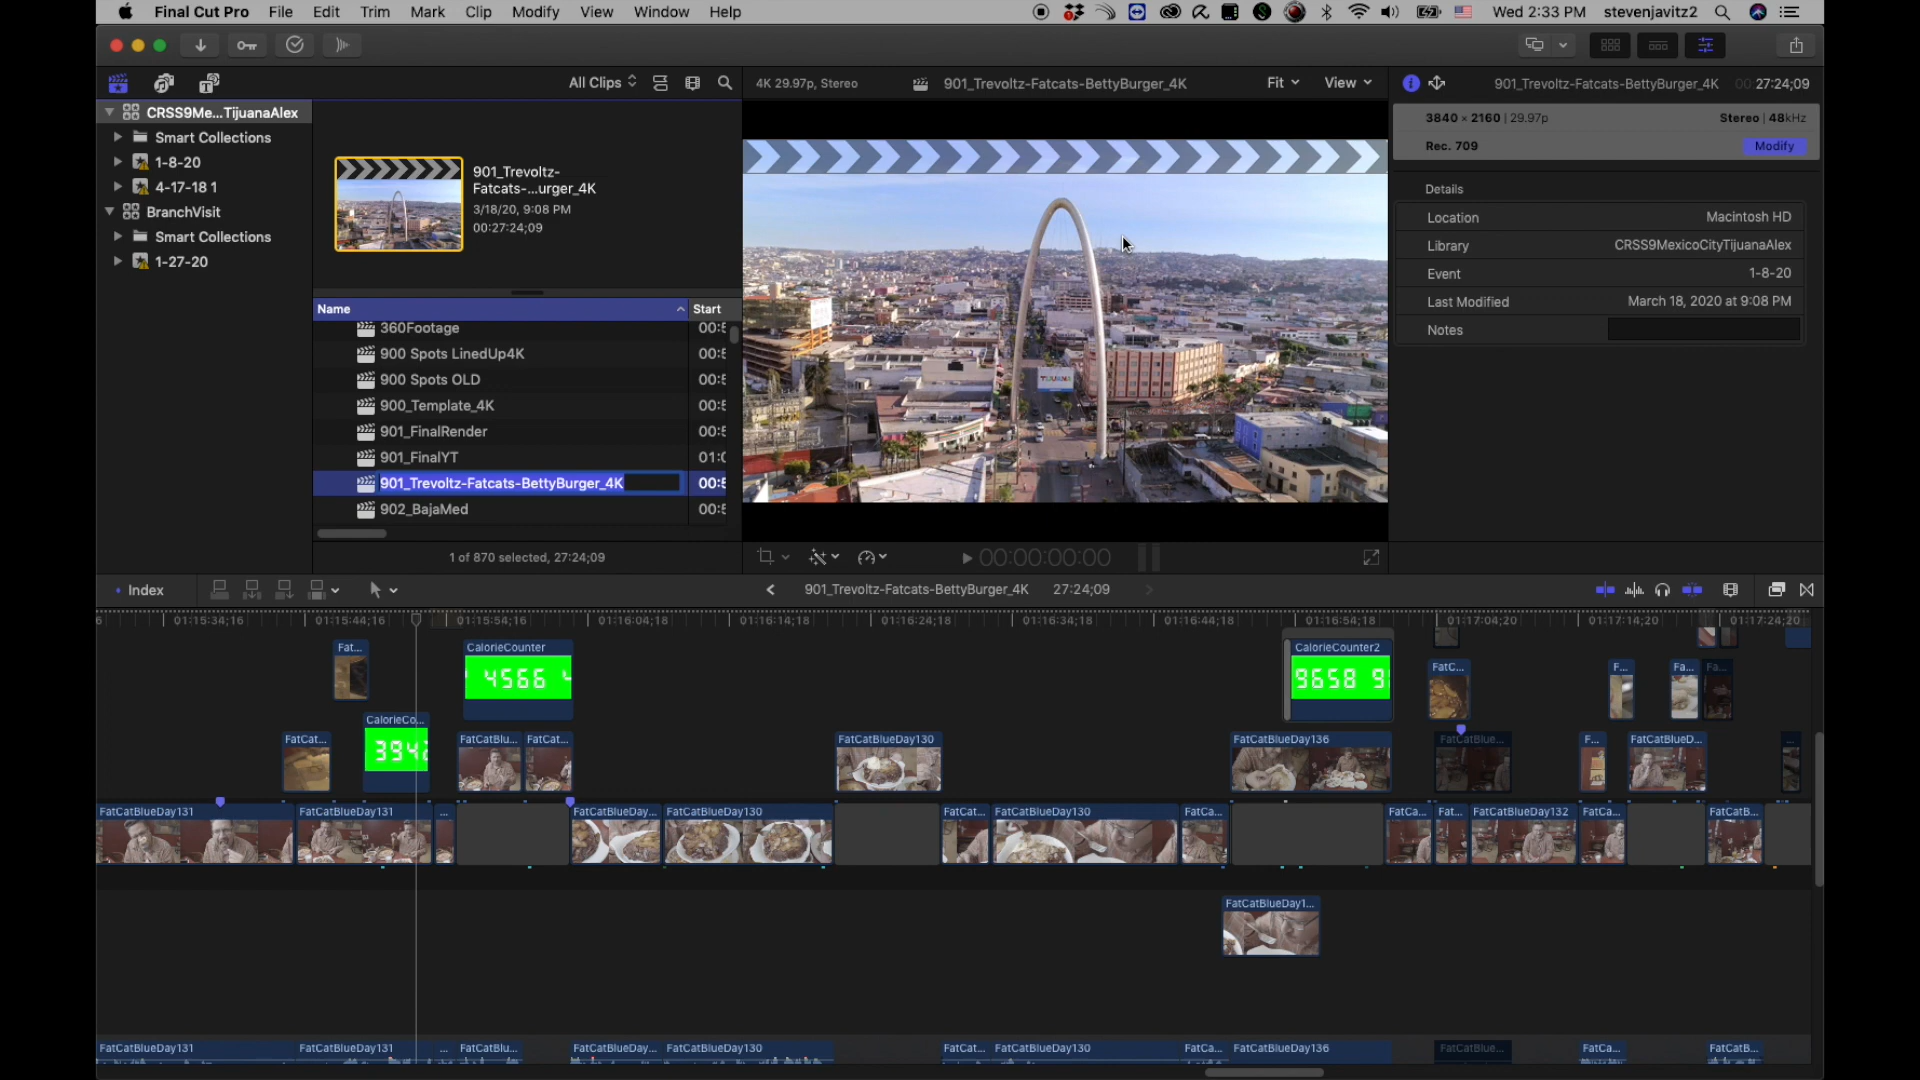 Final Cut Pro File Edit Trim Mark Clip Modify View Window Help Wed 2:33 PM stevenjavitz2
All Clips 4K 29.97p, Stereo 901_Trevoltz-Fatcats-BettyBurger_4K Fit View 901_Trevoltz-Fatcats-BettyBurger_4K 00:27:24;09
CRSS9Me...TijuanaAlex
Smart Collections
1-8-20
4-17-18 1
BranchVisit
Smart Collections
1-27-20
901_Trevoltz-
Fatcats-...urger_4K
3/18/20, 9:08 PM
00:27:24;09
Name Start
360Footage 00:5
900 Spots LinedUp4K 00:5
900 Spots OLD 00:5
900_Template_4K 00:5
901_FinalRender 00:5
901_FinalYT 01:0
901_Trevoltz-Fatcats-BettyBurger_4K 00:5
902_BajaMed 00:5
1 of 870 selected, 27:24;09
TIJUANA
00:00:00:00
3840 × 2160 | 29.97p Stereo | 48kHz
Rec. 709 Modify
Details
Location Macintosh HD
Library CRSS9MexicoCityTijuanaAlex
Event 1-8-20
Last Modified March 18, 2020 at 9:08 PM
Notes
Index 901_Trevoltz-Fatcats-BettyBurger_4K 27:24;09
6 01:15:34;16 01:15:44;16 01:15:54;16 01:16:04;18 01:16:14;18 01:16:24;18 01:16:34;18 01:16:44;18 01:16:54;18 01:17:04;20 01:17:14;20 01:17:24;20
Fat... CalorieCounter CalorieCounter2
4566 9658 9
FatC... F... Fa... Fa...
CalorieCo...
394
FatCat... FatCatBlu... FatCat... FatCatBlueDay130 FatCatBlueDay136 FatCatBlue... F... FatCatBlueD... ...
FatCatBlueDay131 FatCatBlueDay131 ... FatCatBlueDay... FatCatBlueDay130 FatCat... FatCatBlueDay130 FatCa... FatCa... Fat... FatCatBlueDay132 FatCa... FatCatB...
FatCatBlueDay1...
FatCatBlueDay131 FatCatBlueDay131 ... FatCatBlu... FatCatBlueDay... FatCatBlueDay130 FatCat... FatCatBlueDay130 FatCa... FatCatBlueDay136 FatCatBlue... FatCa... FatCatB...